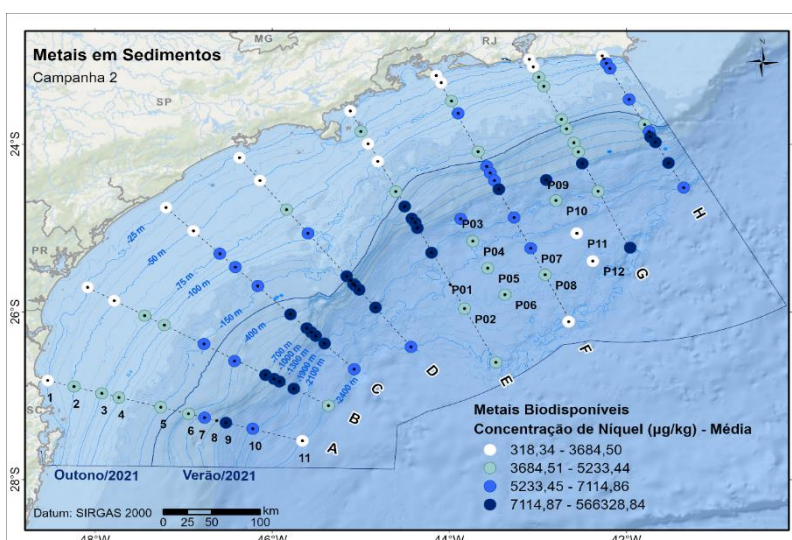 MG
RJ
Metais em Sedimentos
Campanha 2
SP
PR
SC
24°S
26°S
28°S
-25 m
-50 m
-75 m
-100 m
-150 m
-400 m
-700 m
-1000 m
-1300 m
-1900 m
-2100 m
-2400 m
P09
P10
P03
P04
P11
P07
P12
P05
P01
P06
P08
P02
H
G
F
E
D
C
B
A
1
2
3
4
5
6
7
8
9
10
11
Outono/2021
Verão/2021
Metais Biodisponíveis
Concentração de Níquel (µg/kg) - Média
318,34 - 3684,50
3684,51 - 5233,44
5233,45 - 7114,86
7114,87 - 566328,84
Datum: SIRGAS 2000
0 25 50 100
km
48°W
46°W
44°W
42°W